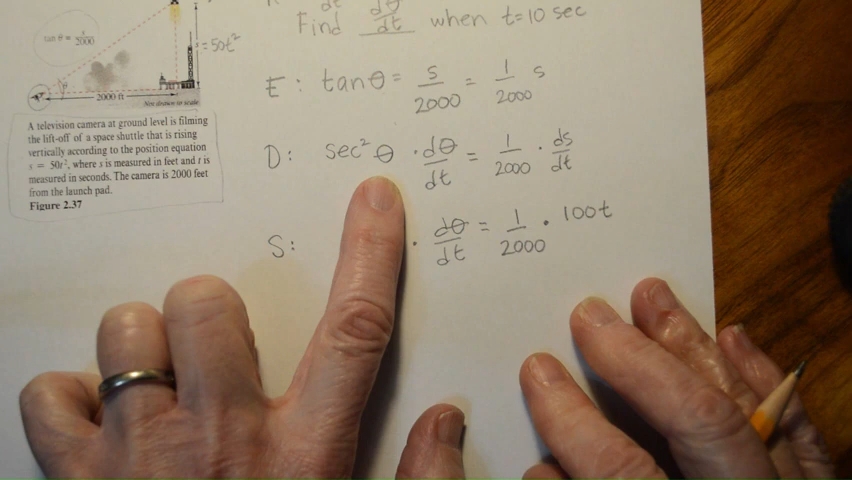 dt
Find dθ/dt when t=10 sec
tan θ = s/2000
s = 50t²
E: tanθ = s/2000 = 1/2000 s
2000 ft
Not drawn to scale
A television camera at ground level is filming
the lift-off of a space shuttle that is rising
vertically according to the position equation
s = 50t², where s is measured in feet and t is
measured in seconds. The camera is 2000 feet
from the launch pad.
Figure 2.37
D: sec² θ · dθ/dt = 1/2000 · ds/dt
S: · dθ/dt = 1/2000 · 100t